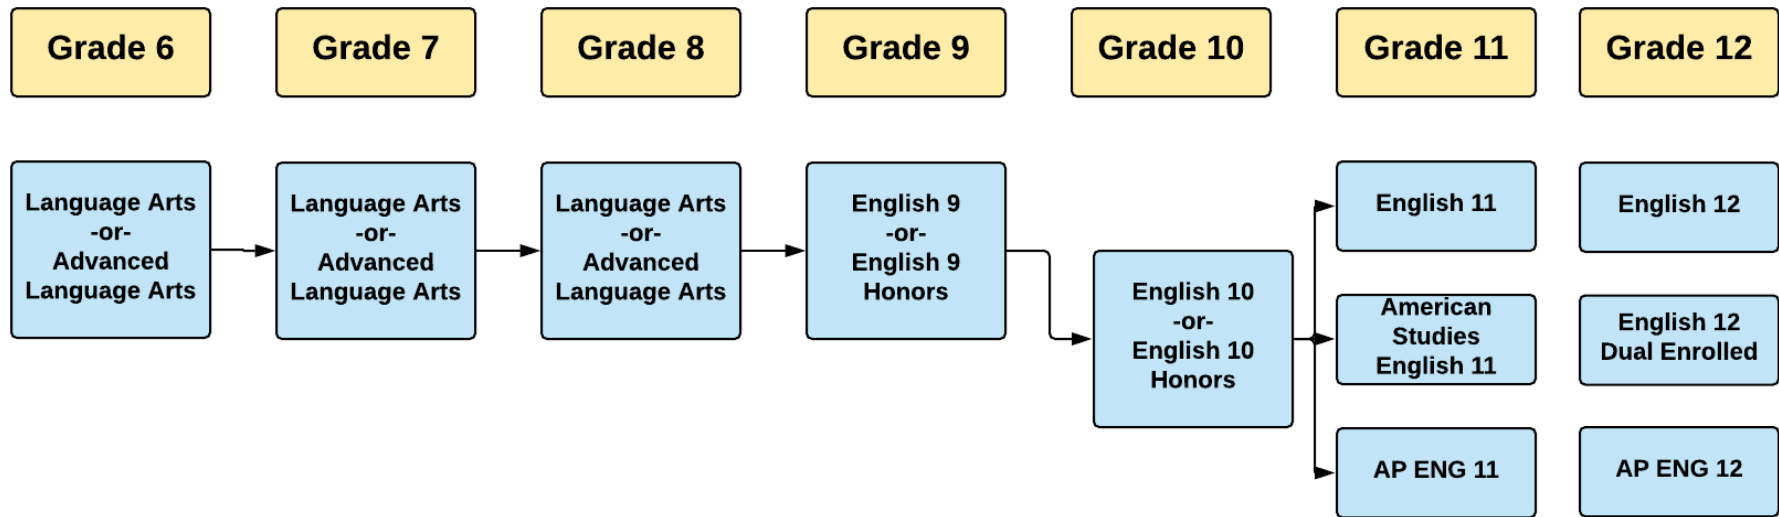 Grade 6
Grade 7
Grade 8
Grade 9
Grade 10
Grade 11
Grade 12
Language Arts
-or-
Advanced
Language Arts
Language Arts
-or-
Advanced
Language Arts
Language Arts
-or-
Advanced
Language Arts
English 9
-or-
English 9
Honors
English 10
-or-
English 10
Honors
English 11
American
Studies
English 11
AP ENG 11
English 12
English 12
Dual Enrolled
AP ENG 12